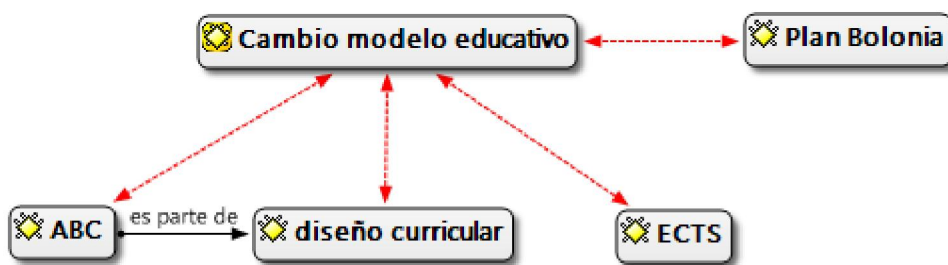 Cambio modelo educativo
Plan Bolonia
es parte de
ABC
diseño curricular
ECTS